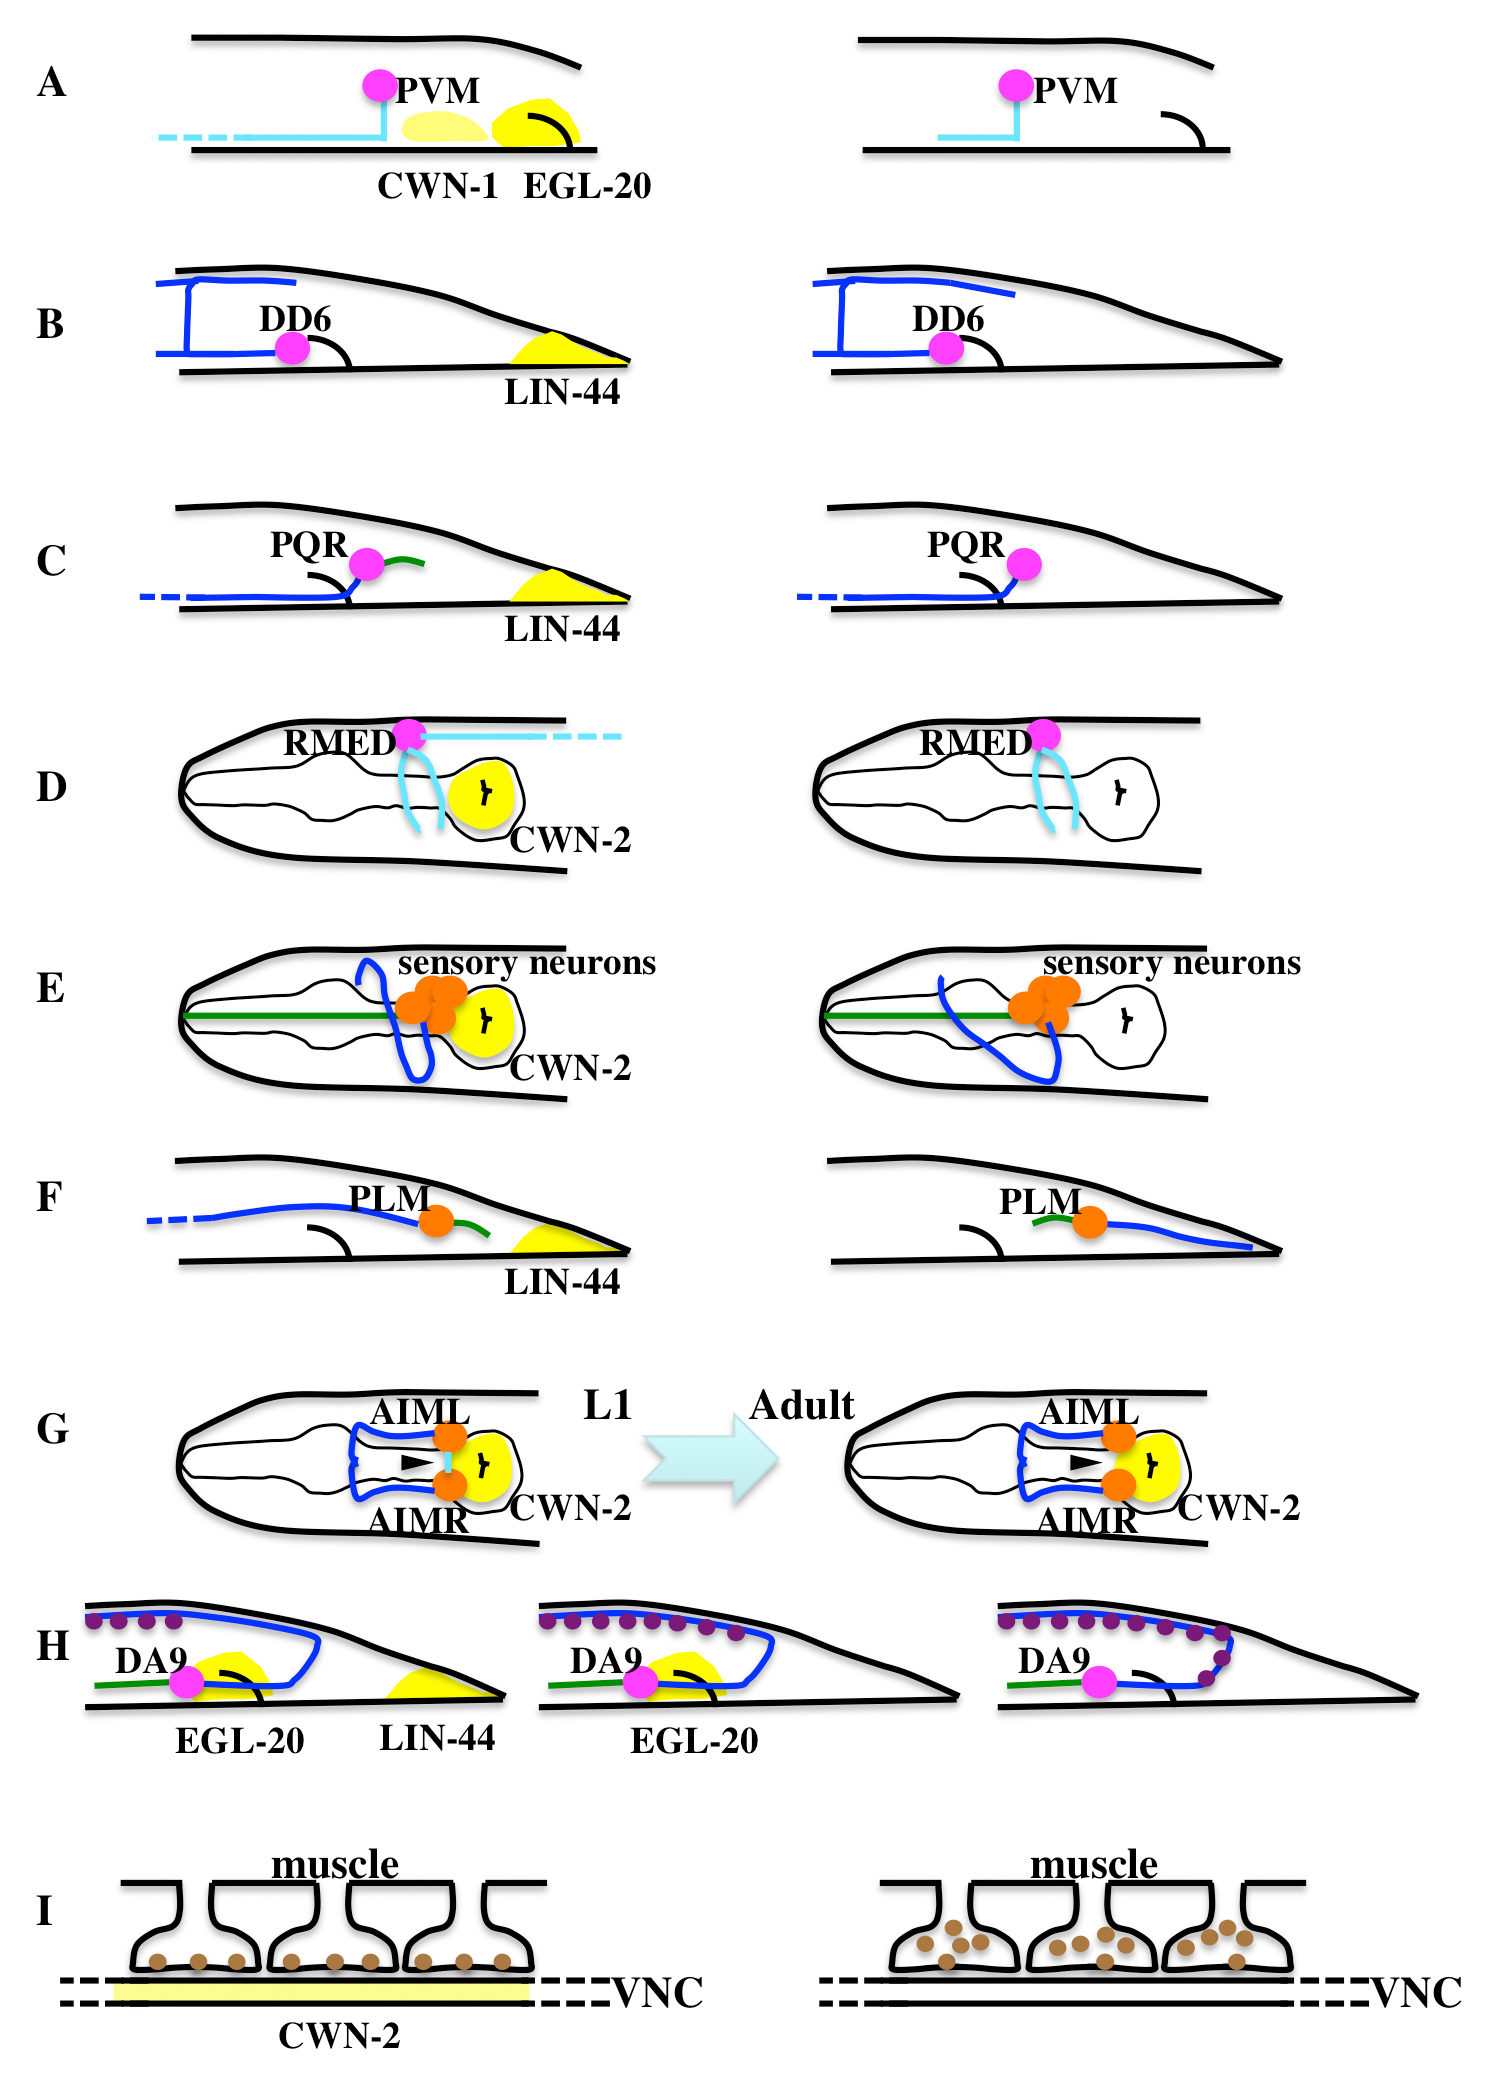 A
PVM
PVM
CWN-1 EGL-20
B
DD6
DD6
LIN-44
C
PQR
PQR
LIN-44
D
RMED
RMED
CWN-2
E
sensory neurons
sensory neurons
CWN-2
F
PLM
PLM
LIN-44
G
AIML
L1
Adult
AIML
CWN-2
CWN-2
AIMR
AIMR
H
DA9
DA9
DA9
EGL-20
LIN-44
EGL-20
muscle
muscle
I
VNC
VNC
CWN-2